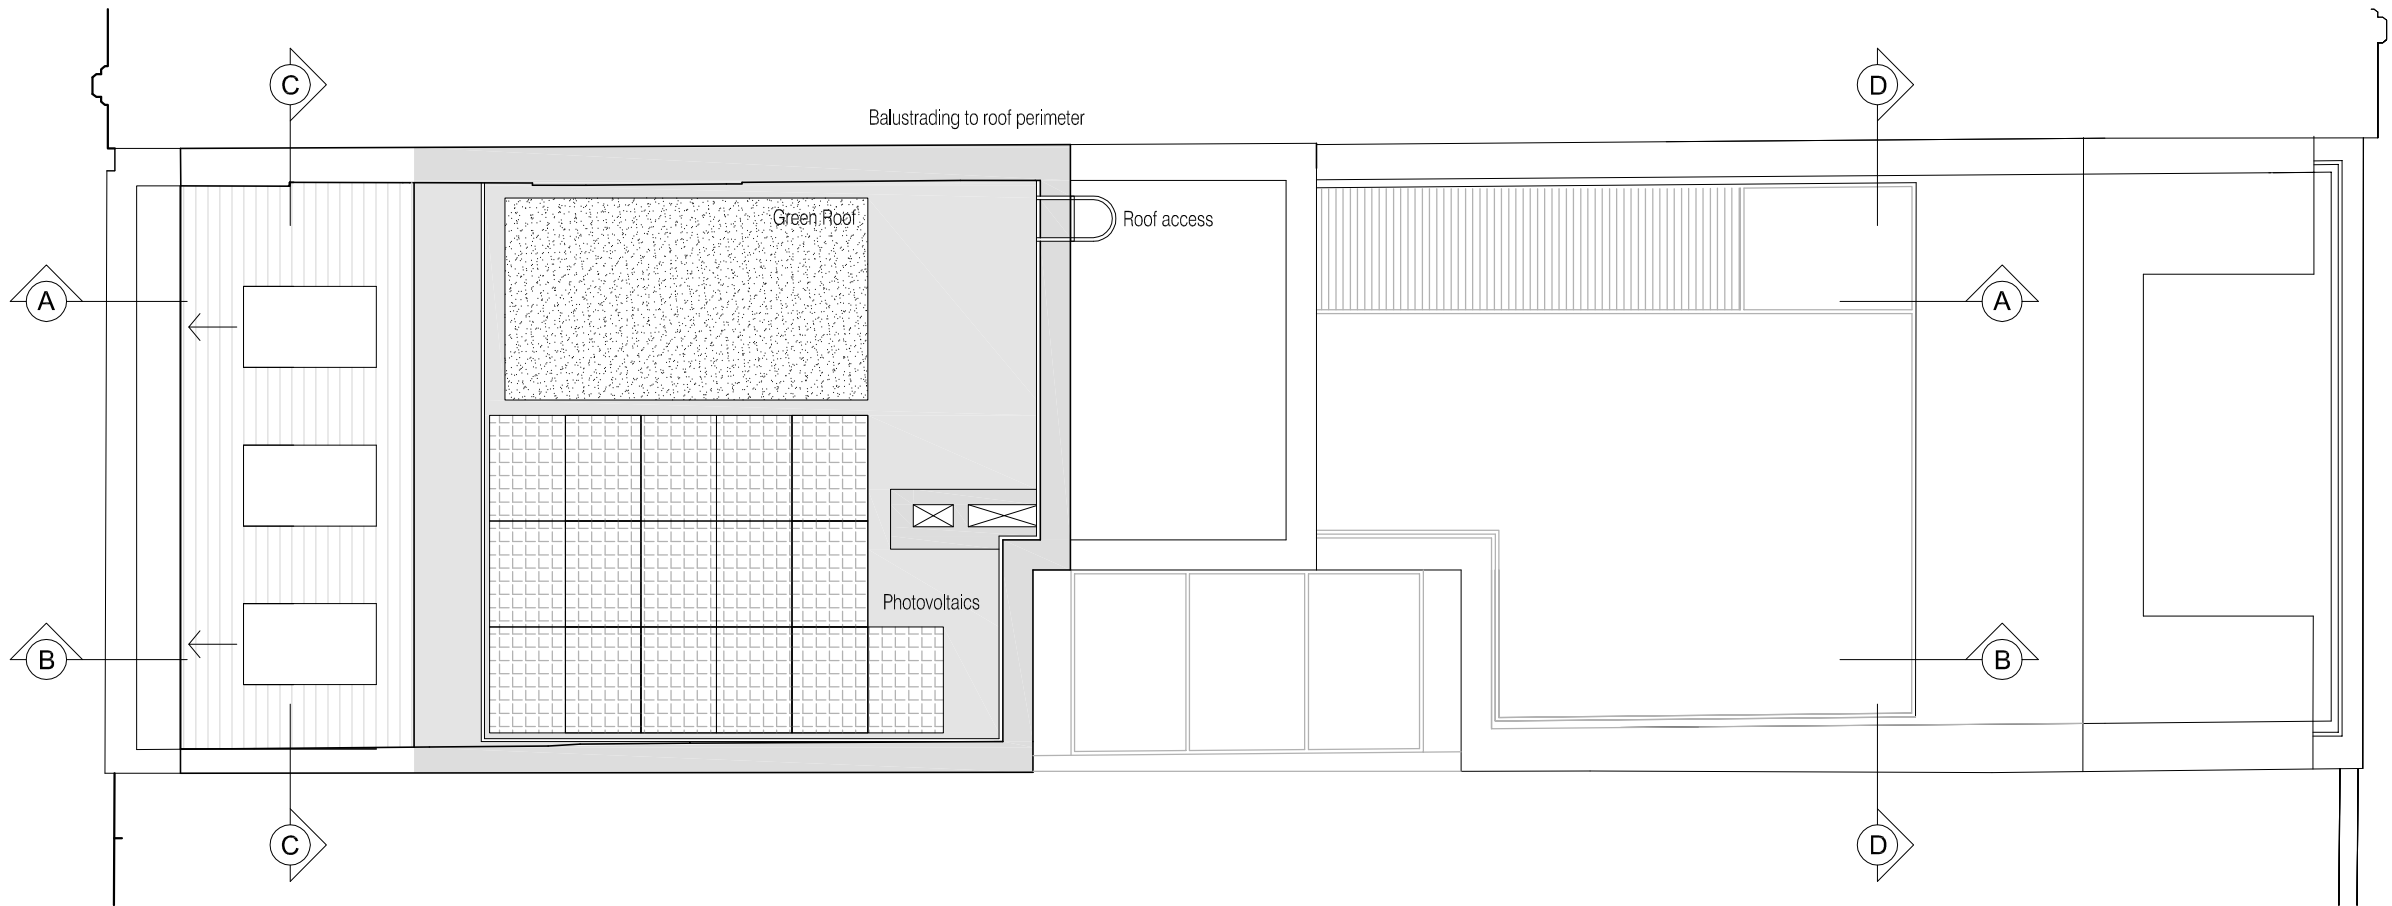 C
D
Balustrading to roof perimeter
Green Roof
Roof access
A
A
Photovoltaics
B
B
C
D